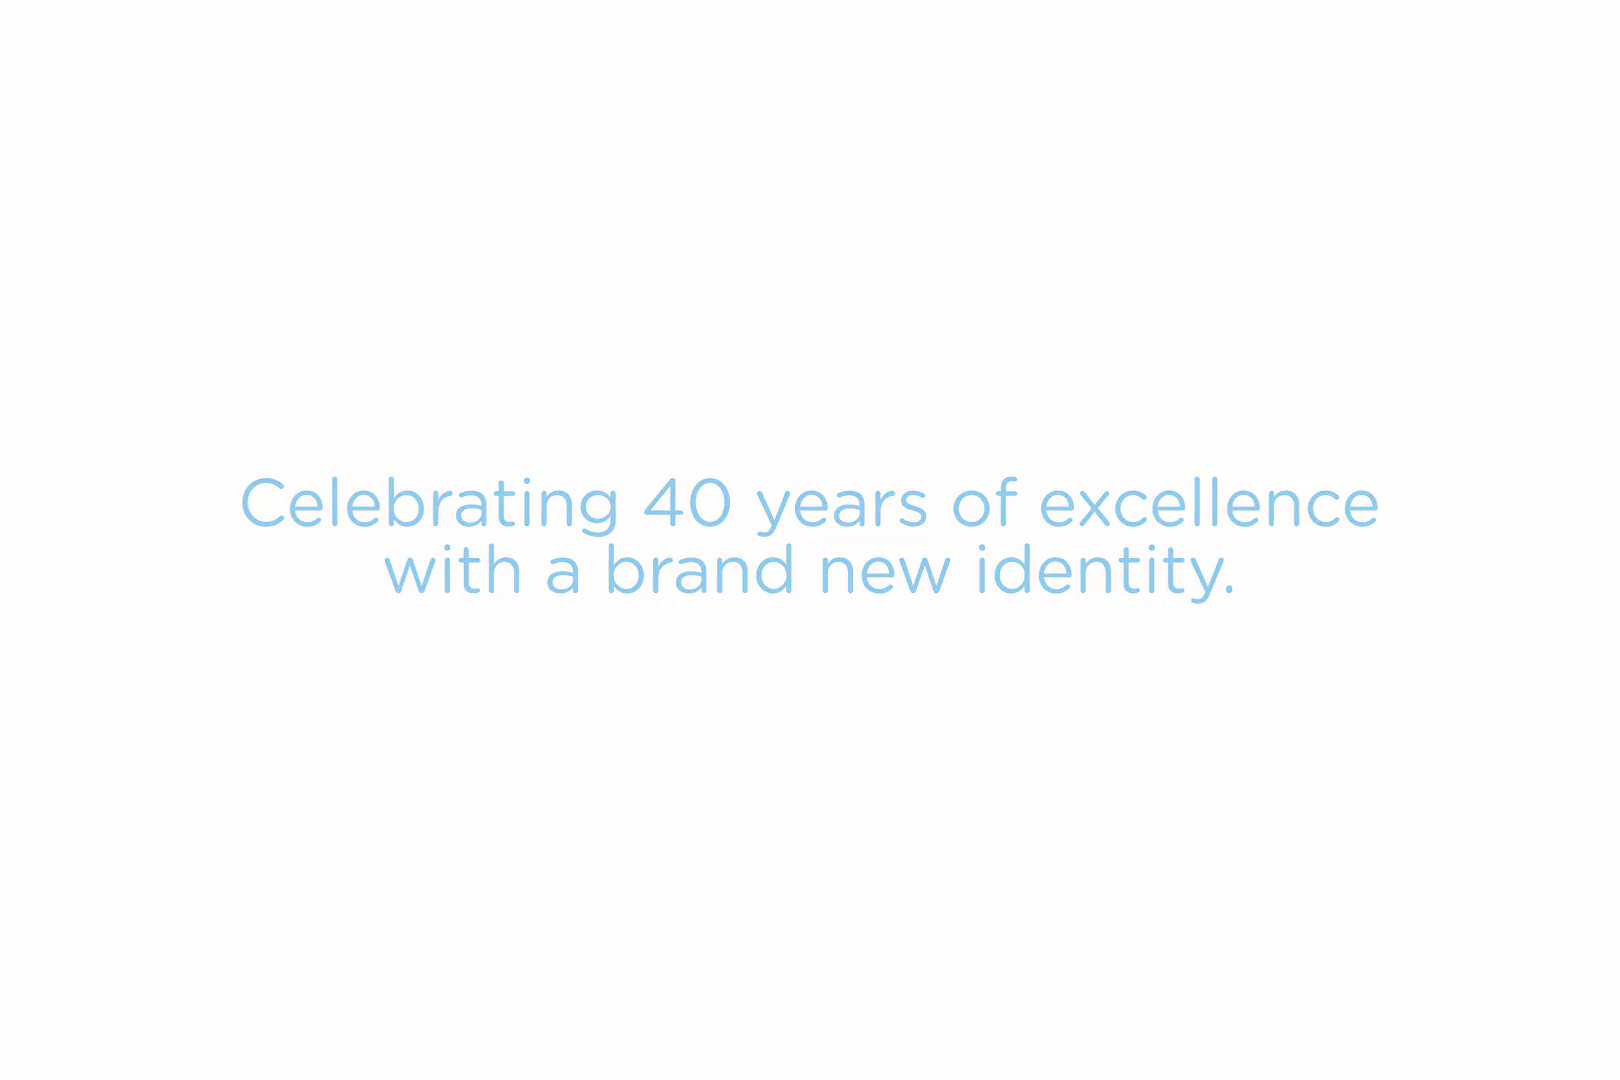 Celebrating 40 years of excellence
with a brand new identity.